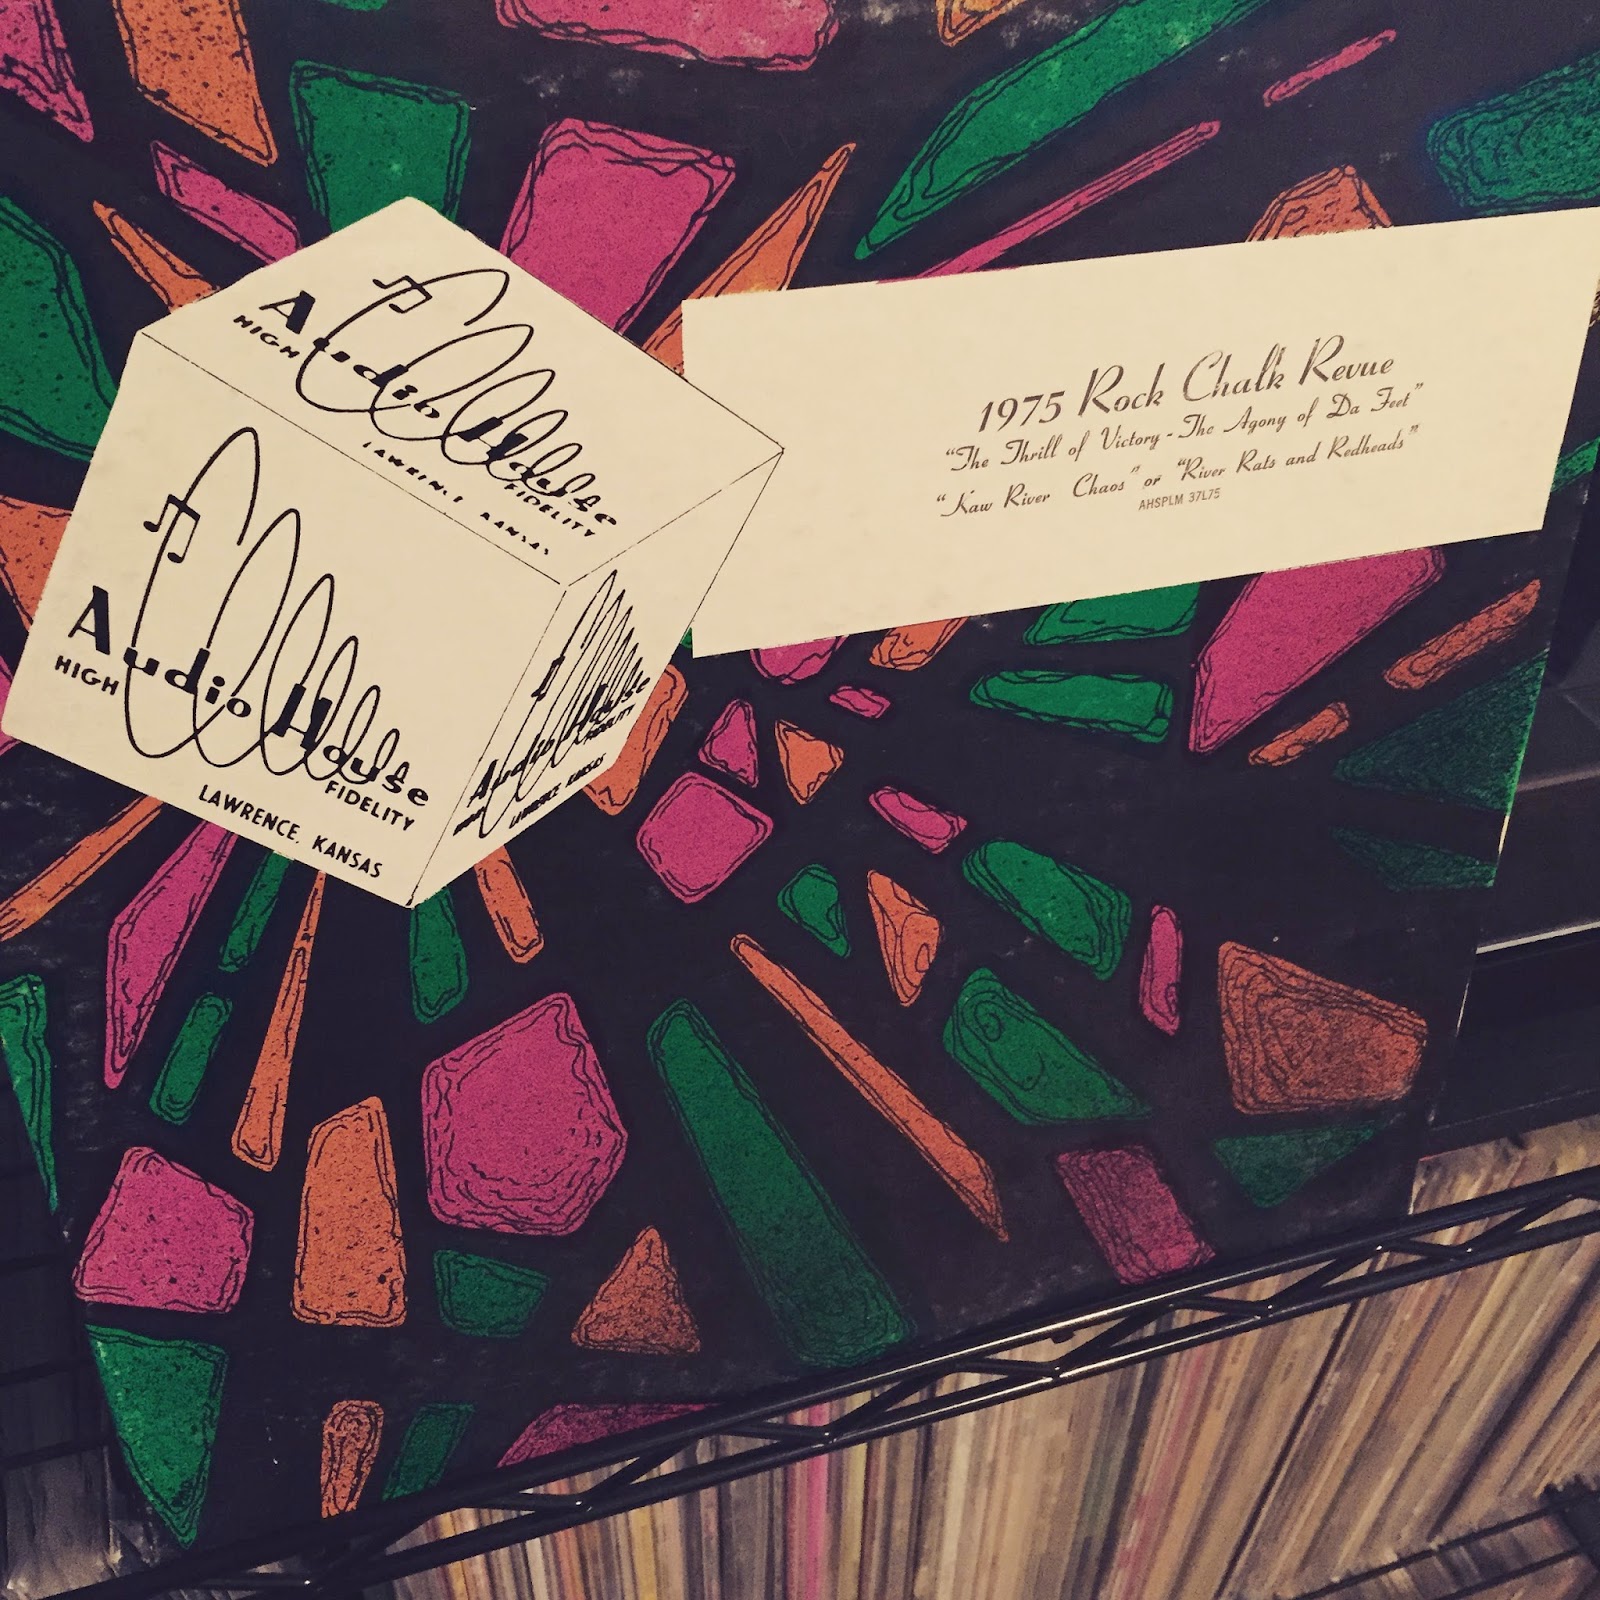 Audio House
HIGH FIDELITY
LAWRENCE, KANSAS
Audio House
HIGH FIDELITY
LAWRENCE, KANSAS
Audio House
HIGH FIDELITY
LAWRENCE KANSAS
1975 Rock Chalk Revue
"The Thrill of Victory - The Agony of Da Feet"
"Kaw River Chaos" or "River Rats and Redheads"
AHSPLM 37L75